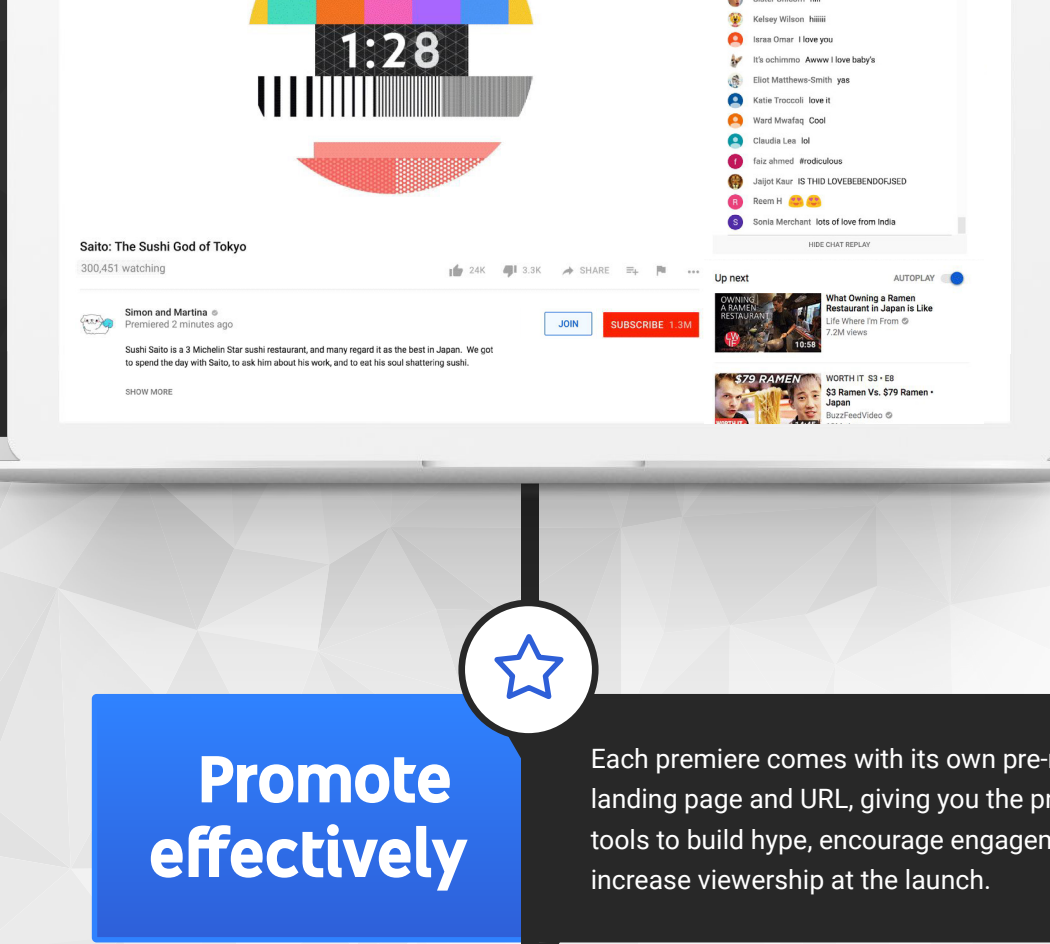 1:28
Kelsey Wilson hiiiiii
Israa Omar I love you
It's ochimmo Awww I love baby's
Eliot Matthews-Smith yas
Katie Troccoli love it
Ward Mwafaq Cool
Claudia Lea lol
f faiz ahmed #rodiculous
Jaijot Kaur IS THID LOVEBEBENDOFJSED
R Reem H 😍 😍
S Sonia Merchant lots of love from India
HIDE CHAT REPLAY
Saito: The Sushi God of Tokyo
300,451 watching
24K 3.3K SHARE
Simon and Martina
Premiered 2 minutes ago
JOIN SUBSCRIBE 1.3M
Sushi Saito is a 3 Michelin Star sushi restaurant, and many regard it as the best in Japan. We got
to spend the day with Saito, to ask him about his work, and to eat his soul shattering sushi.
SHOW MORE
Up next AUTOPLAY
OWNING
A RAMEN
RESTAURANT
10:58
What Owning a Ramen
Restaurant in Japan is Like
Life Where I'm From
7.2M views
$79 RAMEN
WORTH IT S3 • E8
$3 Ramen Vs. $79 Ramen •
Japan
BuzzFeedVideo
Promote
effectively
Each premiere comes with its own pre-
landing page and URL, giving you the
tools to build hype, encourage
increase viewership at the launch.